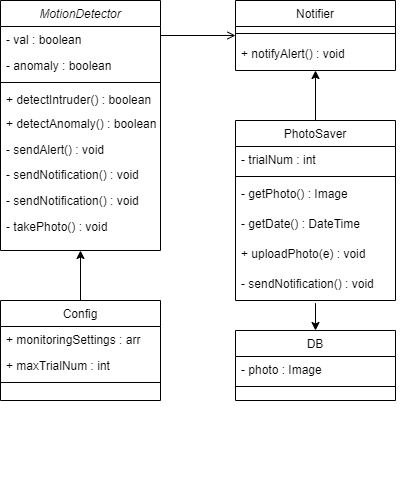 MotionDetector
- val : boolean
- anomaly : boolean
+ detectIntruder() : boolean
+ detectAnomaly() : boolean
- sendAlert() : void
- sendNotification() : void
- sendNotification() : void
- takePhoto() : void
Notifier
+ notifyAlert() : void
PhotoSaver
- trialNum : int
- getPhoto() : Image
- getDate() : DateTime
+ uploadPhoto(e) : void
- sendNotification() : void
Config
+ monitoringSettings : arr
+ maxTrialNum : int
DB
- photo : Image